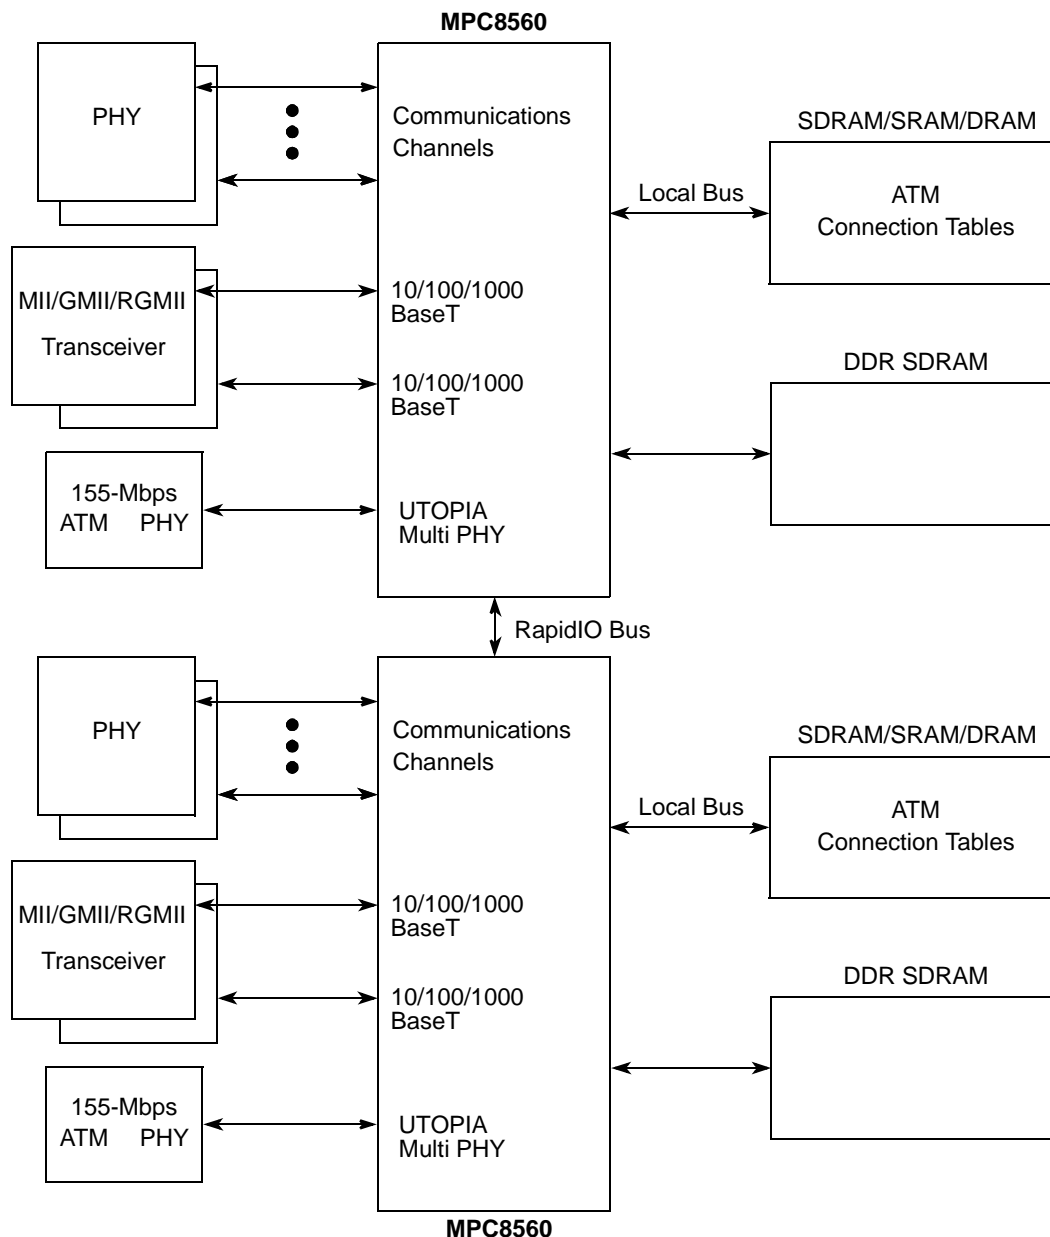 MPC8560
PHY
Communications
Channels
SDRAM/SRAM/DRAM
Local Bus
ATM
Connection Tables
MII/GMII/RGMII
Transceiver
10/100/1000
BaseT
10/100/1000
BaseT
DDR SDRAM
155-Mbps
ATM PHY
UTOPIA
Multi PHY
RapidIO Bus
PHY
Communications
Channels
SDRAM/SRAM/DRAM
Local Bus
ATM
Connection Tables
MII/GMII/RGMII
Transceiver
10/100/1000
BaseT
10/100/1000
BaseT
DDR SDRAM
155-Mbps
ATM PHY
UTOPIA
Multi PHY
MPC8560